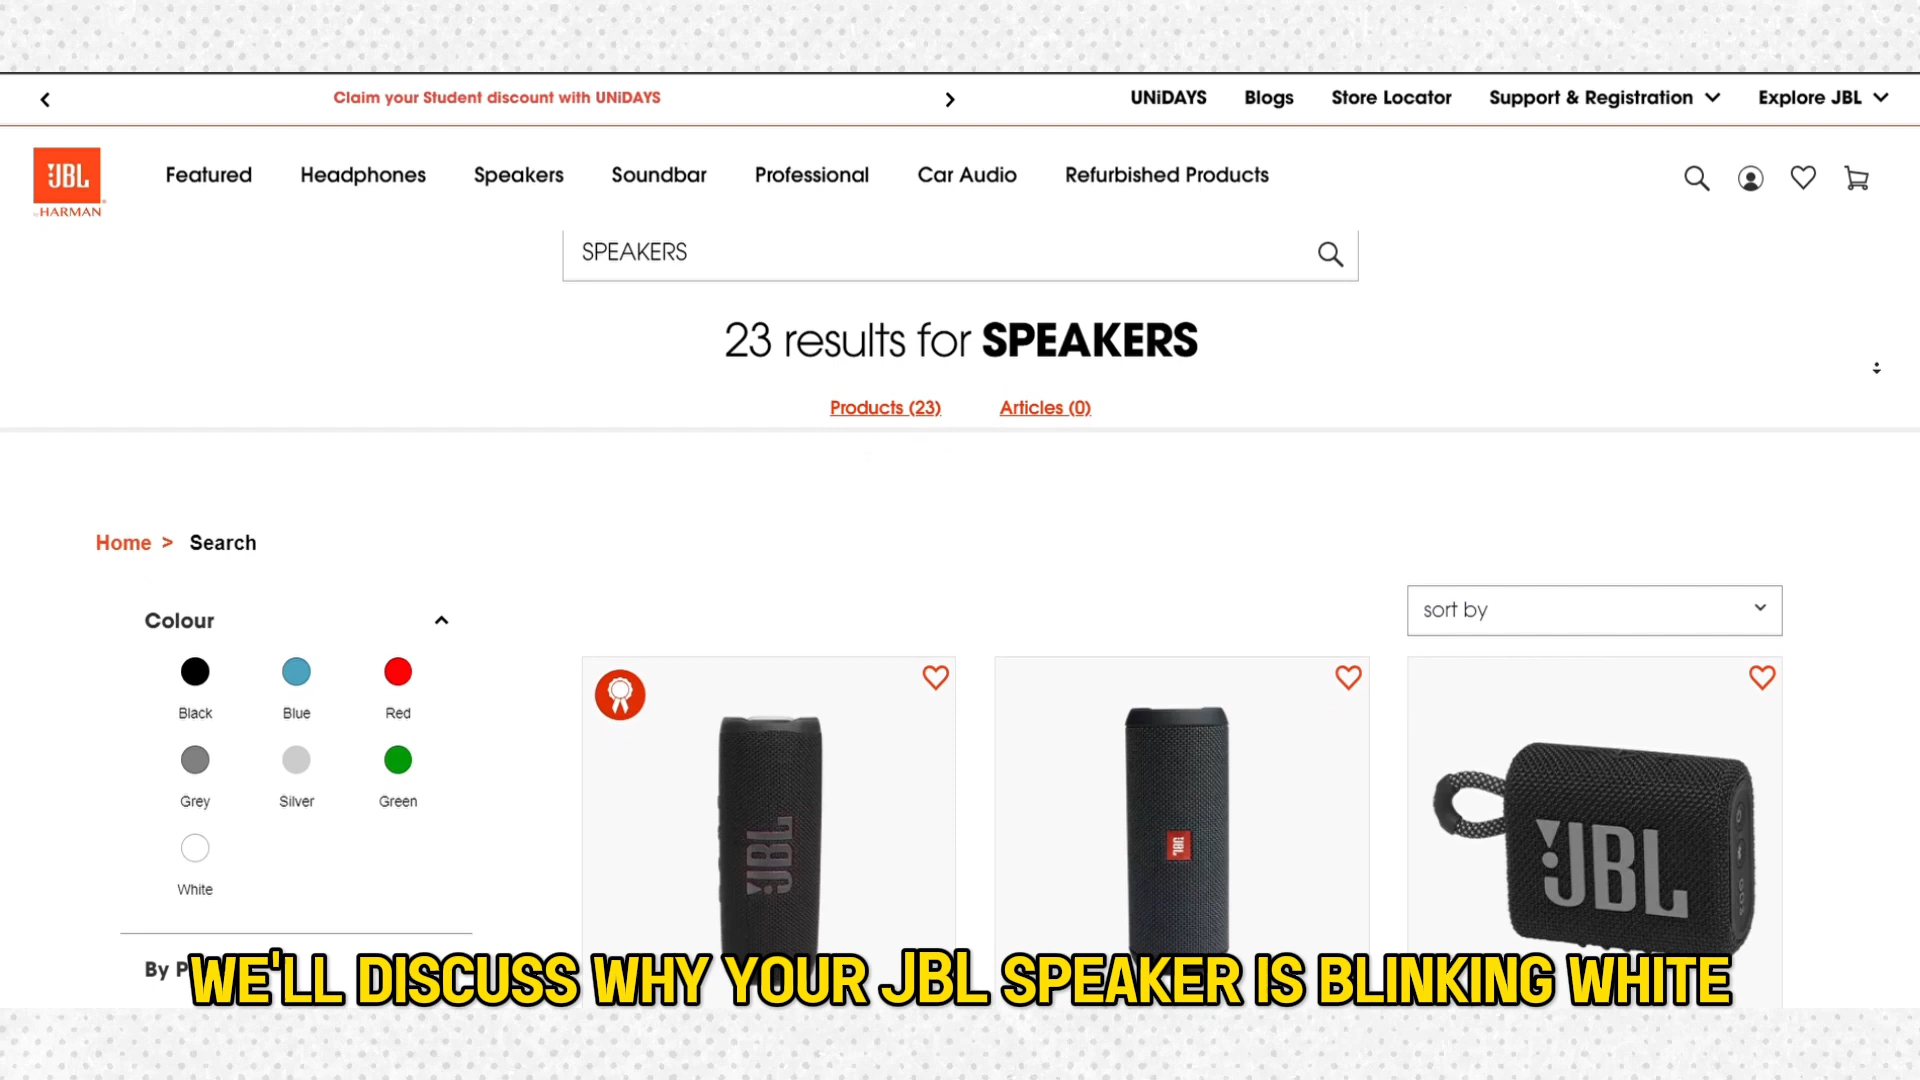 Claim your Student discount with UNiDAYS
UNiDAYS Blogs Store Locator Support & Registration Explore JBL
JBL
by HARMAN
Featured Headphones Speakers Soundbar Professional Car Audio Refurbished Products
SPEAKERS
23 results for SPEAKERS
Products (23) Articles (0)
Home > Search
sort by
Colour
Black Blue Red
Grey Silver Green
White
JBL
JBL
JBL
GO3
By P
WE'LL DISCUSS WHY YOUR JBL SPEAKER IS BLINKING WHITE